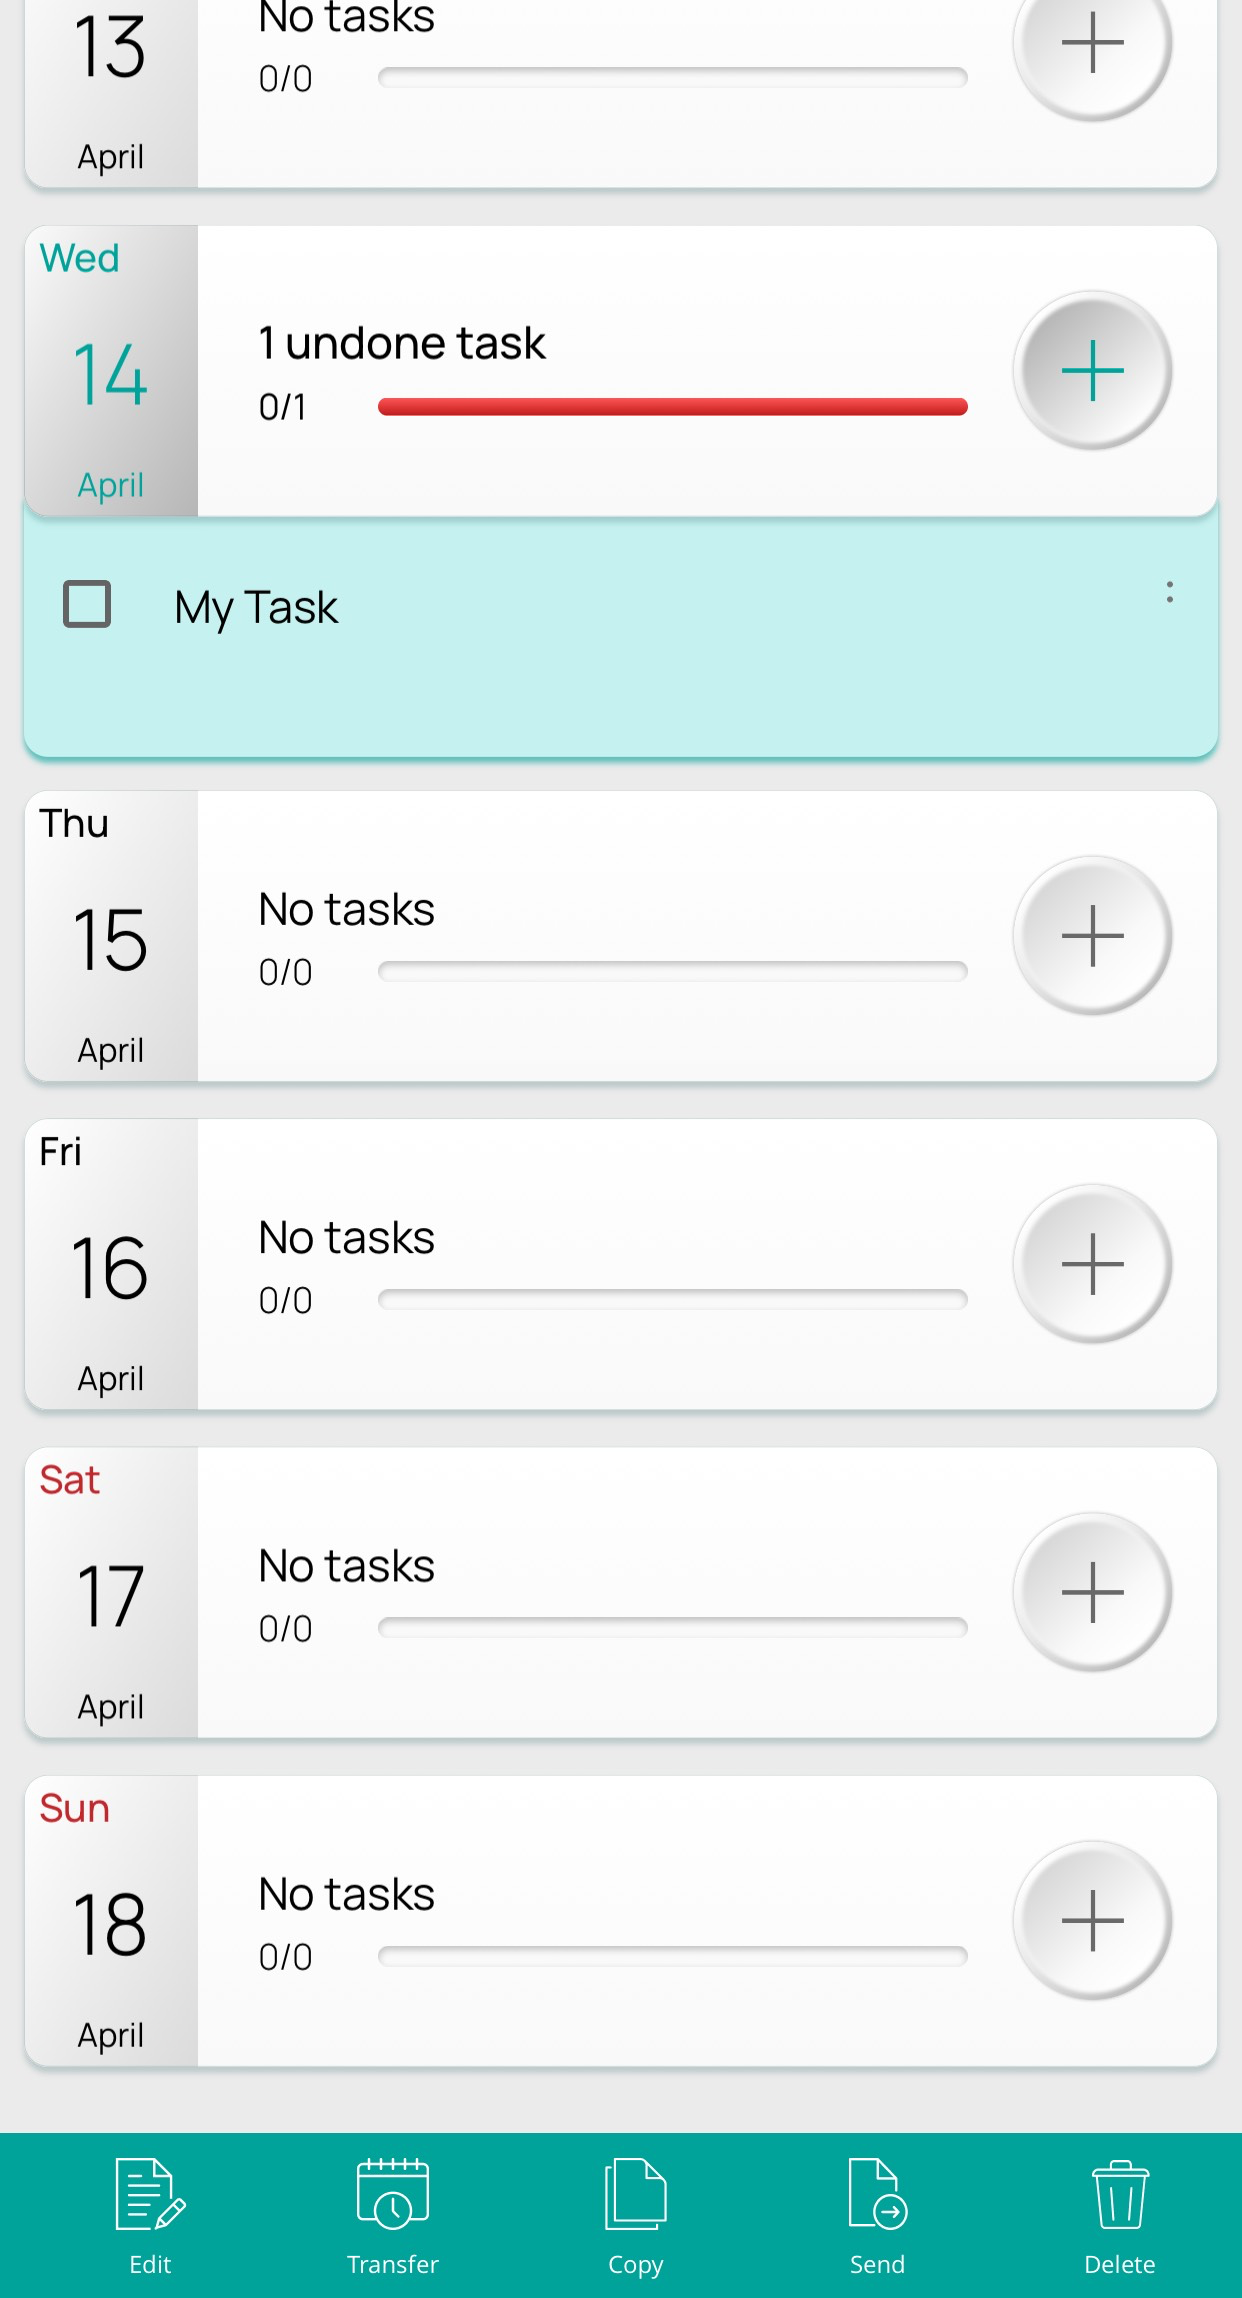 No tasks
13
0/0
April
Wed
14
April
1 undone task
0/1
My Task
Thu
15
April
No tasks
0/0
Fri
16
April
No tasks
0/0
Sat
17
April
No tasks
0/0
Sun
18
April
No tasks
0/0
Edit Transfer Copy Send Delete